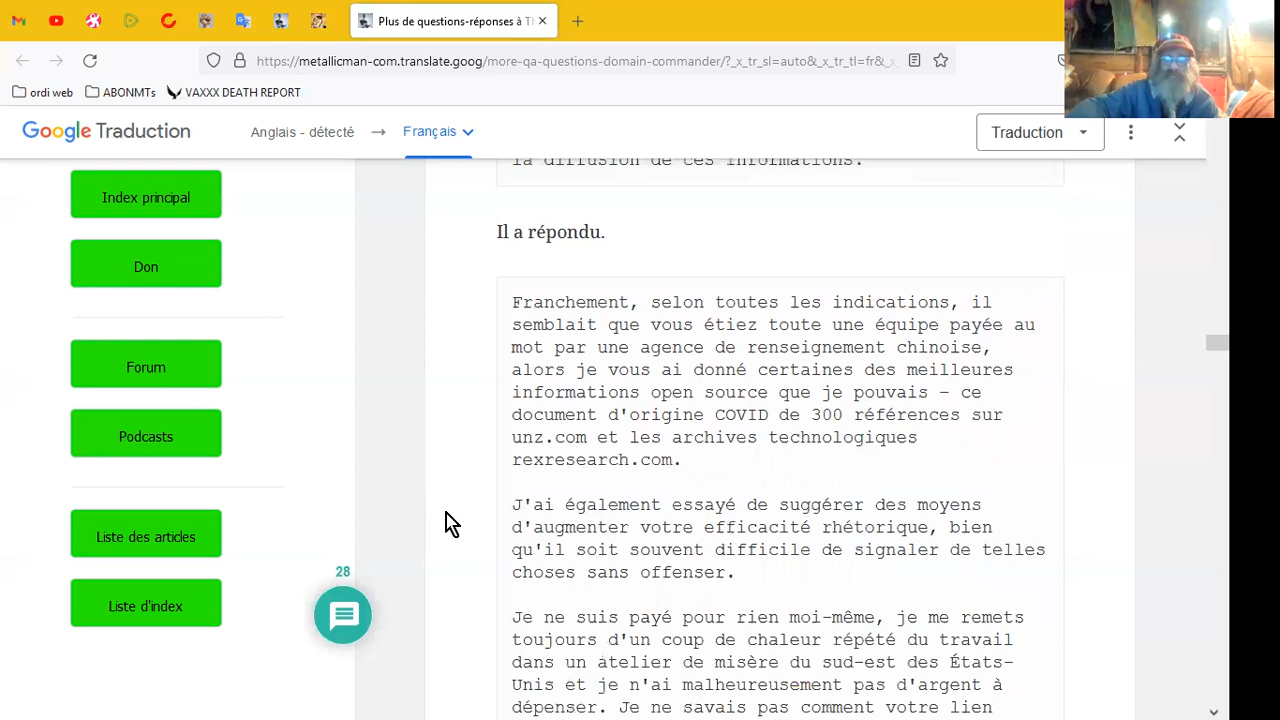 Plus de questions-réponses à Tl
https://metallicman-com.translate.goog/more-qa-questions-domain-commander/?_x_tr_sl=auto&_x_tr_tl=fr&_x
ordi web
ABONMTs
VAXXX DEATH REPORT
Google Traduction
Anglais - détecté
Français
Traduction
la diffusion de ces informations.
Index principal
Don
Forum
Podcasts
Liste des articles
Liste d'index
28
Il a répondu.
Franchement, selon toutes les indications, il
semblait que vous étiez toute une équipe payée au
mot par une agence de renseignement chinoise,
alors je vous ai donné certaines des meilleures
informations open source que je pouvais – ce
document d'origine COVID de 300 références sur
unz.com et les archives technologiques
rexresearch.com.
J'ai également essayé de suggérer des moyens
d'augmenter votre efficacité rhétorique, bien
qu'il soit souvent difficile de signaler de telles
choses sans offenser.
Je ne suis payé pour rien moi-même, je me remets
toujours d'un coup de chaleur répété du travail
dans un atelier de misère du sud-est des États-
Unis et je n'ai malheureusement pas d'argent à
dépenser. Je ne savais pas comment votre lien